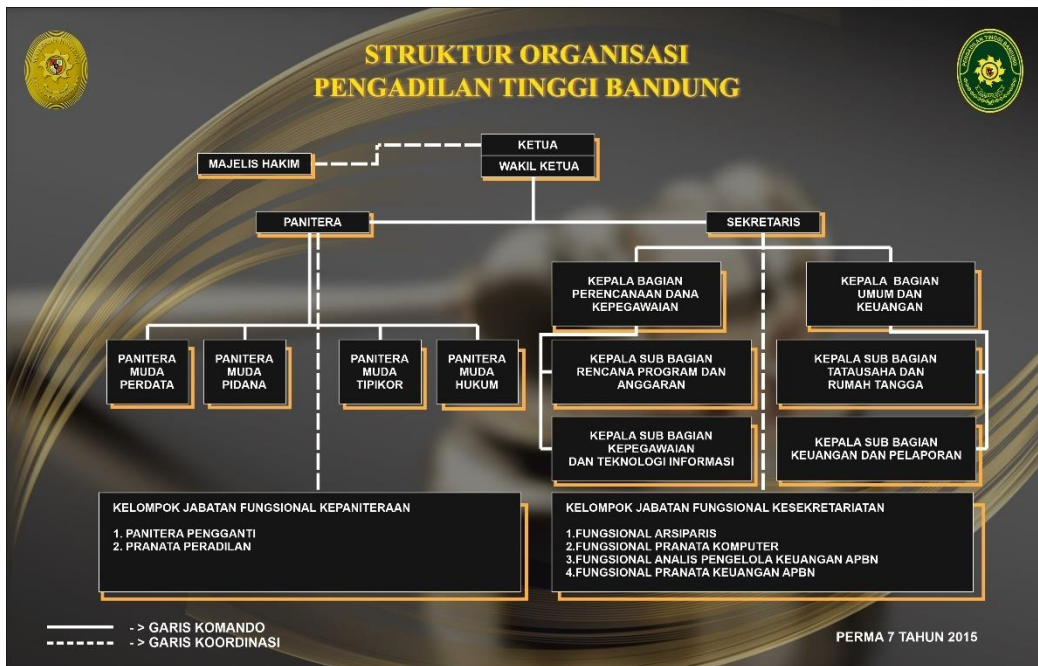 STRUKTUR ORGANISASI
PENGADILAN TINGGI BANDUNG
KETUA
WAKIL KETUA
MAJELIS HAKIM
PANITERA
SEKRETARIS
KEPALA BAGIAN
PERENCANAAN DANA
KEPEGAWAIAN
KEPALA BAGIAN
UMUM DAN
KEUANGAN
PANITERA
MUDA
PERDATA
PANITERA
MUDA
PIDANA
PANITERA
MUDA
TIPIKOR
PANITERA
MUDA
HUKUM
KEPALA SUB BAGIAN
RENCANA PROGRAM DAN
ANGGARAN
KEPALA SUB BAGIAN
TATAUSAHA DAN
RUMAH TANGGA
KEPALA SUB BAGIAN
KEPEGAWAIAN
DAN TEKNOLOGI INFORMASI
KEPALA SUB BAGIAN
KEUANGAN DAN PELAPORAN
KELOMPOK JABATAN FUNGSIONAL KEPANITERAAN
1. PANITERA PENGGANTI
2. PRANATA PERADILAN
KELOMPOK JABATAN FUNGSIONAL KESEKRETARIATAN
1.FUNGSIONAL ARSIPARIS
2.FUNGSIONAL PRANATA KOMPUTER
3.FUNGSIONAL ANALIS PENGELOLA KEUANGAN APBN
4.FUNGSIONAL PRANATA KEUANGAN APBN
- > GARIS KOMANDO
- > GARIS KOORDINASI
PERMA 7 TAHUN 2015